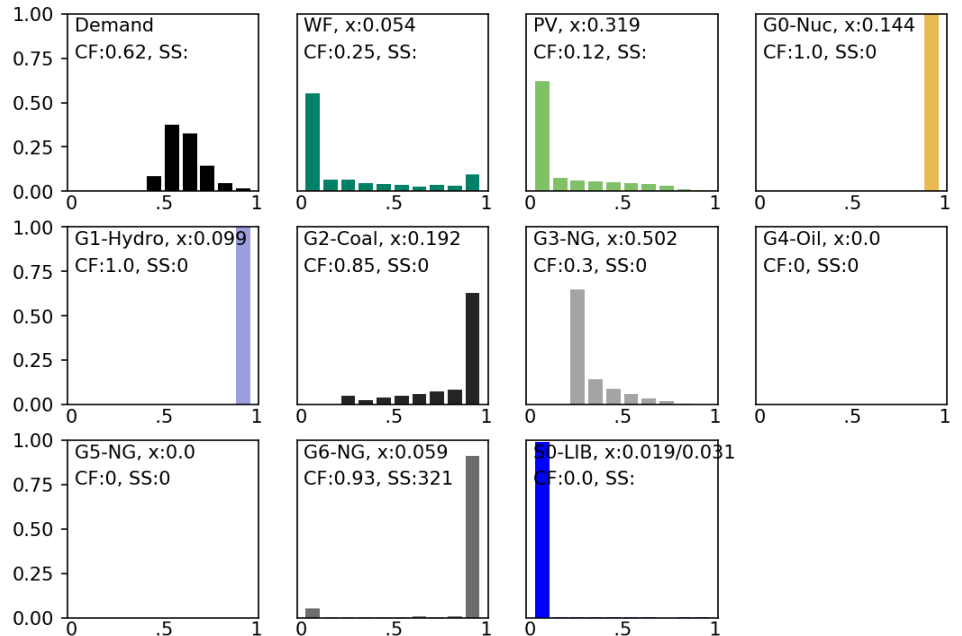 Demand
CF:0.62, SS:
WF, x:0.054
CF:0.25, SS:
PV, x:0.319
CF:0.12, SS:
G0-Nuc, x:0.144
CF:1.0, SS:0
1.00
0.75
0.50
0.25
0.00
0 .5 1
0 .5 1
0 .5 1
0 .5 1
G1-Hydro, x:0.099
CF:1.0, SS:0
G2-Coal, x:0.192
CF:0.85, SS:0
G3-NG, x:0.502
CF:0.3, SS:0
G4-Oil, x:0.0
CF:0, SS:0
1.00
0.75
0.50
0.25
0.00
0 .5 1
0 .5 1
0 .5 1
0 .5 1
G5-NG, x:0.0
CF:0, SS:0
G6-NG, x:0.059
CF:0.93, SS:321
S0-LIB, x:0.019/0.031
CF:0.0, SS:
1.00
0.75
0.50
0.25
0.00
0 .5 1
0 .5 1
0 .5 1